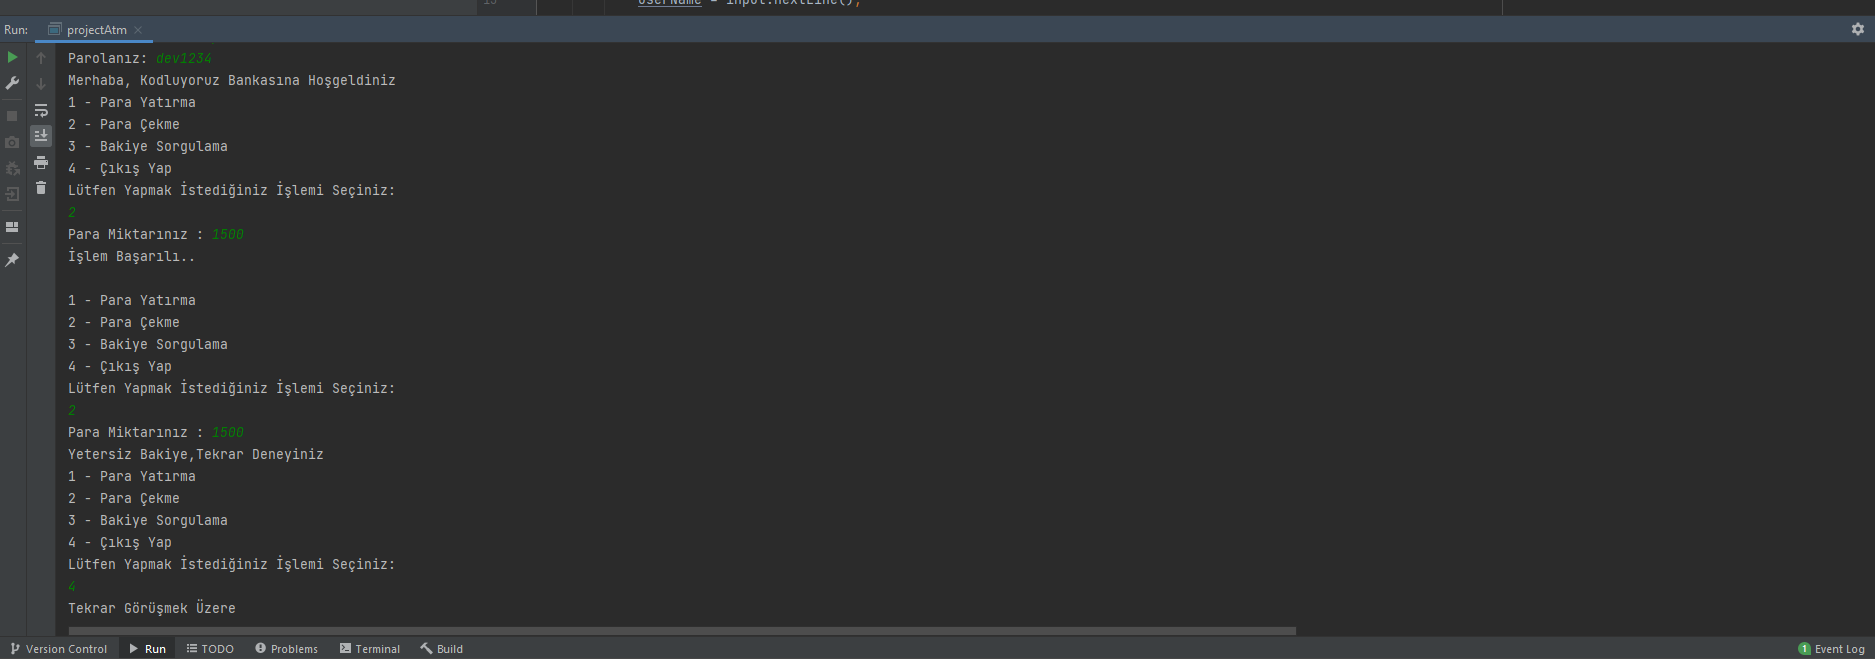 13 userName = input.nextLine();
Run: projectAtm
Parolanız: dev1234
Merhaba, Kodluyoruz Bankasına Hoşgeldiniz
1 - Para Yatırma
2 - Para Çekme
3 - Bakiye Sorgulama
4 - Çıkış Yap
Lütfen Yapmak İstediğiniz İşlemi Seçiniz:
2
Para Miktarınız : 1500
İşlem Başarılı..
1 - Para Yatırma
2 - Para Çekme
3 - Bakiye Sorgulama
4 - Çıkış Yap
Lütfen Yapmak İstediğiniz İşlemi Seçiniz:
2
Para Miktarınız : 1500
Yetersiz Bakiye,Tekrar Deneyiniz
1 - Para Yatırma
2 - Para Çekme
3 - Bakiye Sorgulama
4 - Çıkış Yap
Lütfen Yapmak İstediğiniz İşlemi Seçiniz:
4
Tekrar Görüşmek Üzere
Version Control Run TODO Problems Terminal Build 1 Event Log